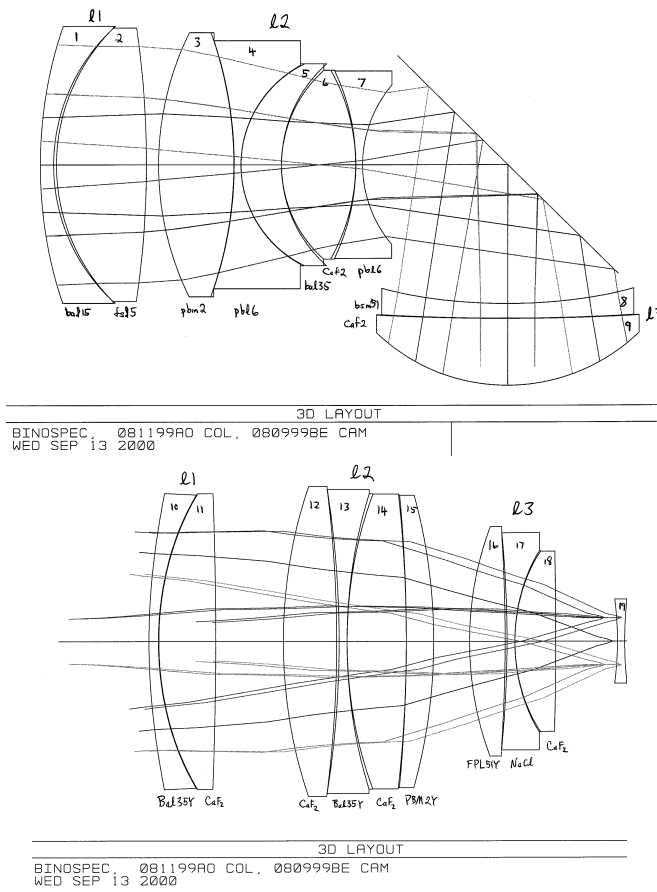 l1
l2
1 2 3 4 5 6 7
bal15 fsl5 pbm2 pbl6 bal35 Caf2 pbl6
bsm51 8
Caf2 9
3D LAYOUT
BINOSPEC, 081199AO COL, 080999BE CAM
WED SEP 13 2000
l1 l2 l3
10 11 12 13 14 15 16 17 18 19
Bal35Y CaF2 CaF2 Bal35Y CaF2 PBM2Y FPL51Y NaCl CaF2
3D LAYOUT
BINOSPEC, 081199AO COL, 080999BE CAM
WED SEP 13 2000